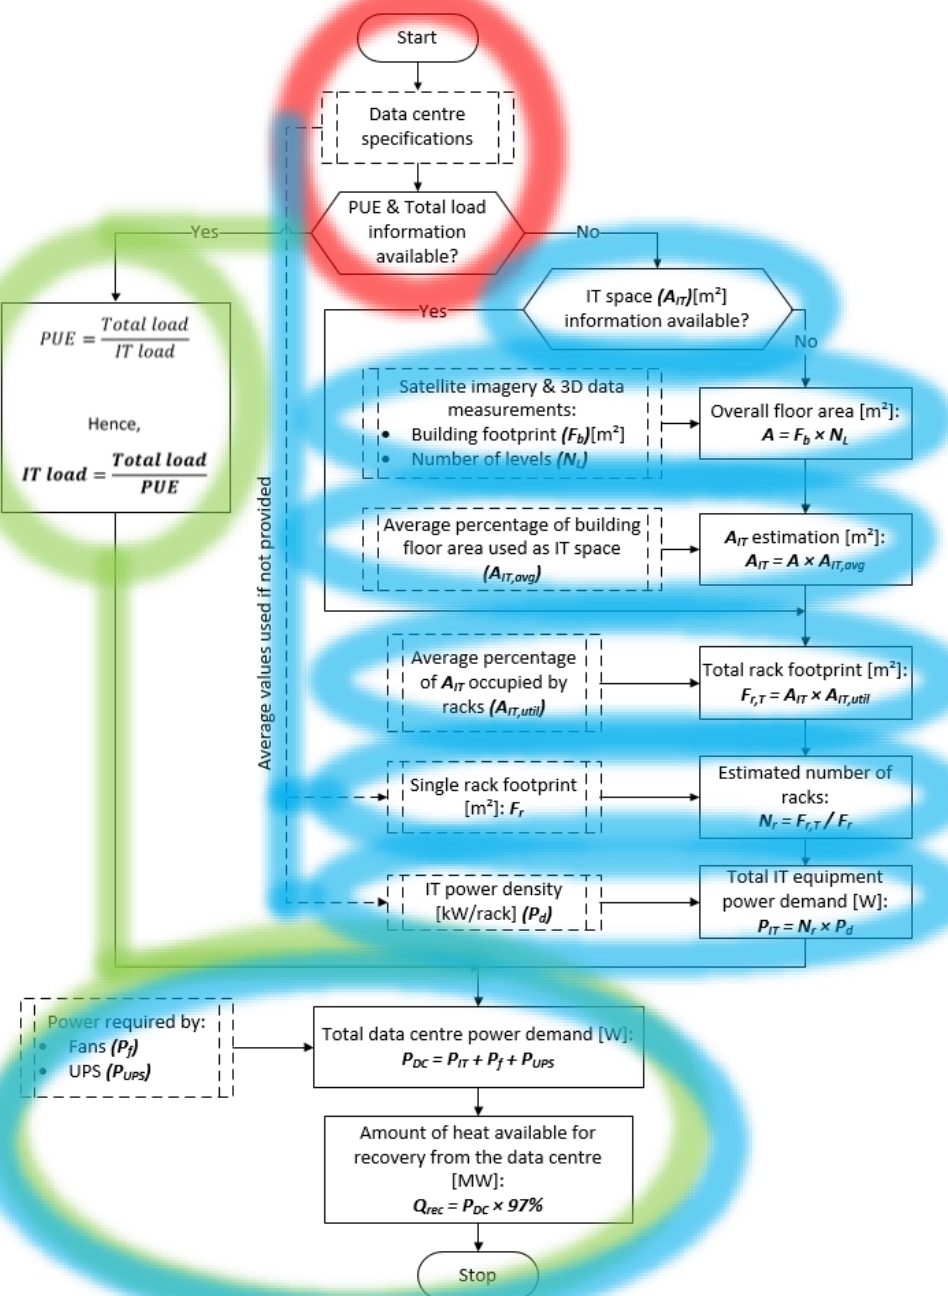 Start
Data centre
specifications
PUE & Total load
information
available?
Yes
No
PUE = Total load / IT load
Hence,
IT load = Total load / PUE
IT space (A_IT)[m²]
information available?
Yes
No
Satellite imagery & 3D data
measurements:
• Building footprint (F_b)[m²]
• Number of levels (N_L)
Overall floor area [m²]:
A = F_b × N_L
Average percentage of building
floor area used as IT space
(A_IT,avg)
A_IT estimation [m²]:
A_IT = A × A_IT,avg
Average values used if not provided
Average percentage
of A_IT occupied by
racks (A_IT,util)
Total rack footprint [m²]:
F_r,T = A_IT × A_IT,util
Single rack footprint
[m²]: F_r
Estimated number of
racks:
N_r = F_r,T / F_r
IT power density
[kW/rack] (P_d)
Total IT equipment
power demand [W]:
P_IT = N_r × P_d
Power required by:
• Fans (P_f)
• UPS (P_UPS)
Total data centre power demand [W]:
P_DC = P_IT + P_f + P_UPS
Amount of heat available for
recovery from the data centre
[MW]:
Q_rec = P_DC × 97%
Stop